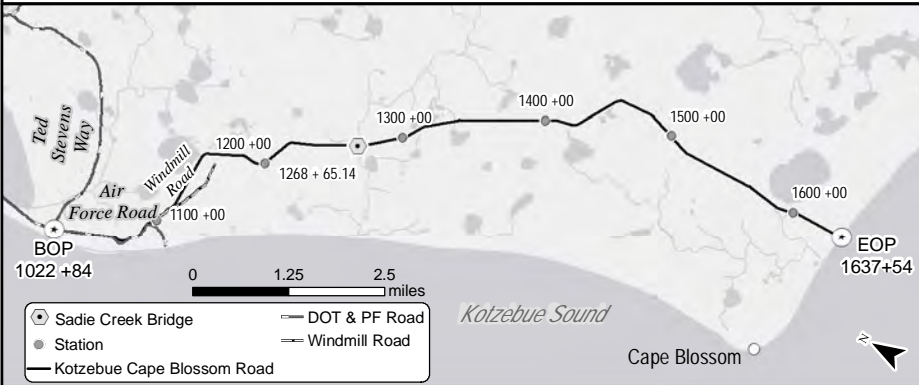 Ted
Stevens
Way
Air
Force Road
Windmill
Road
1100 +00
1200 +00
1268 + 65.14
1300 +00
1400 +00
1500 +00
1600 +00
BOP
1022 +84
EOP
1637+54
0 1.25 2.5
miles
Kotzebue Sound
Cape Blossom
N
Sadie Creek Bridge
Station
Kotzebue Cape Blossom Road
DOT & PF Road
Windmill Road